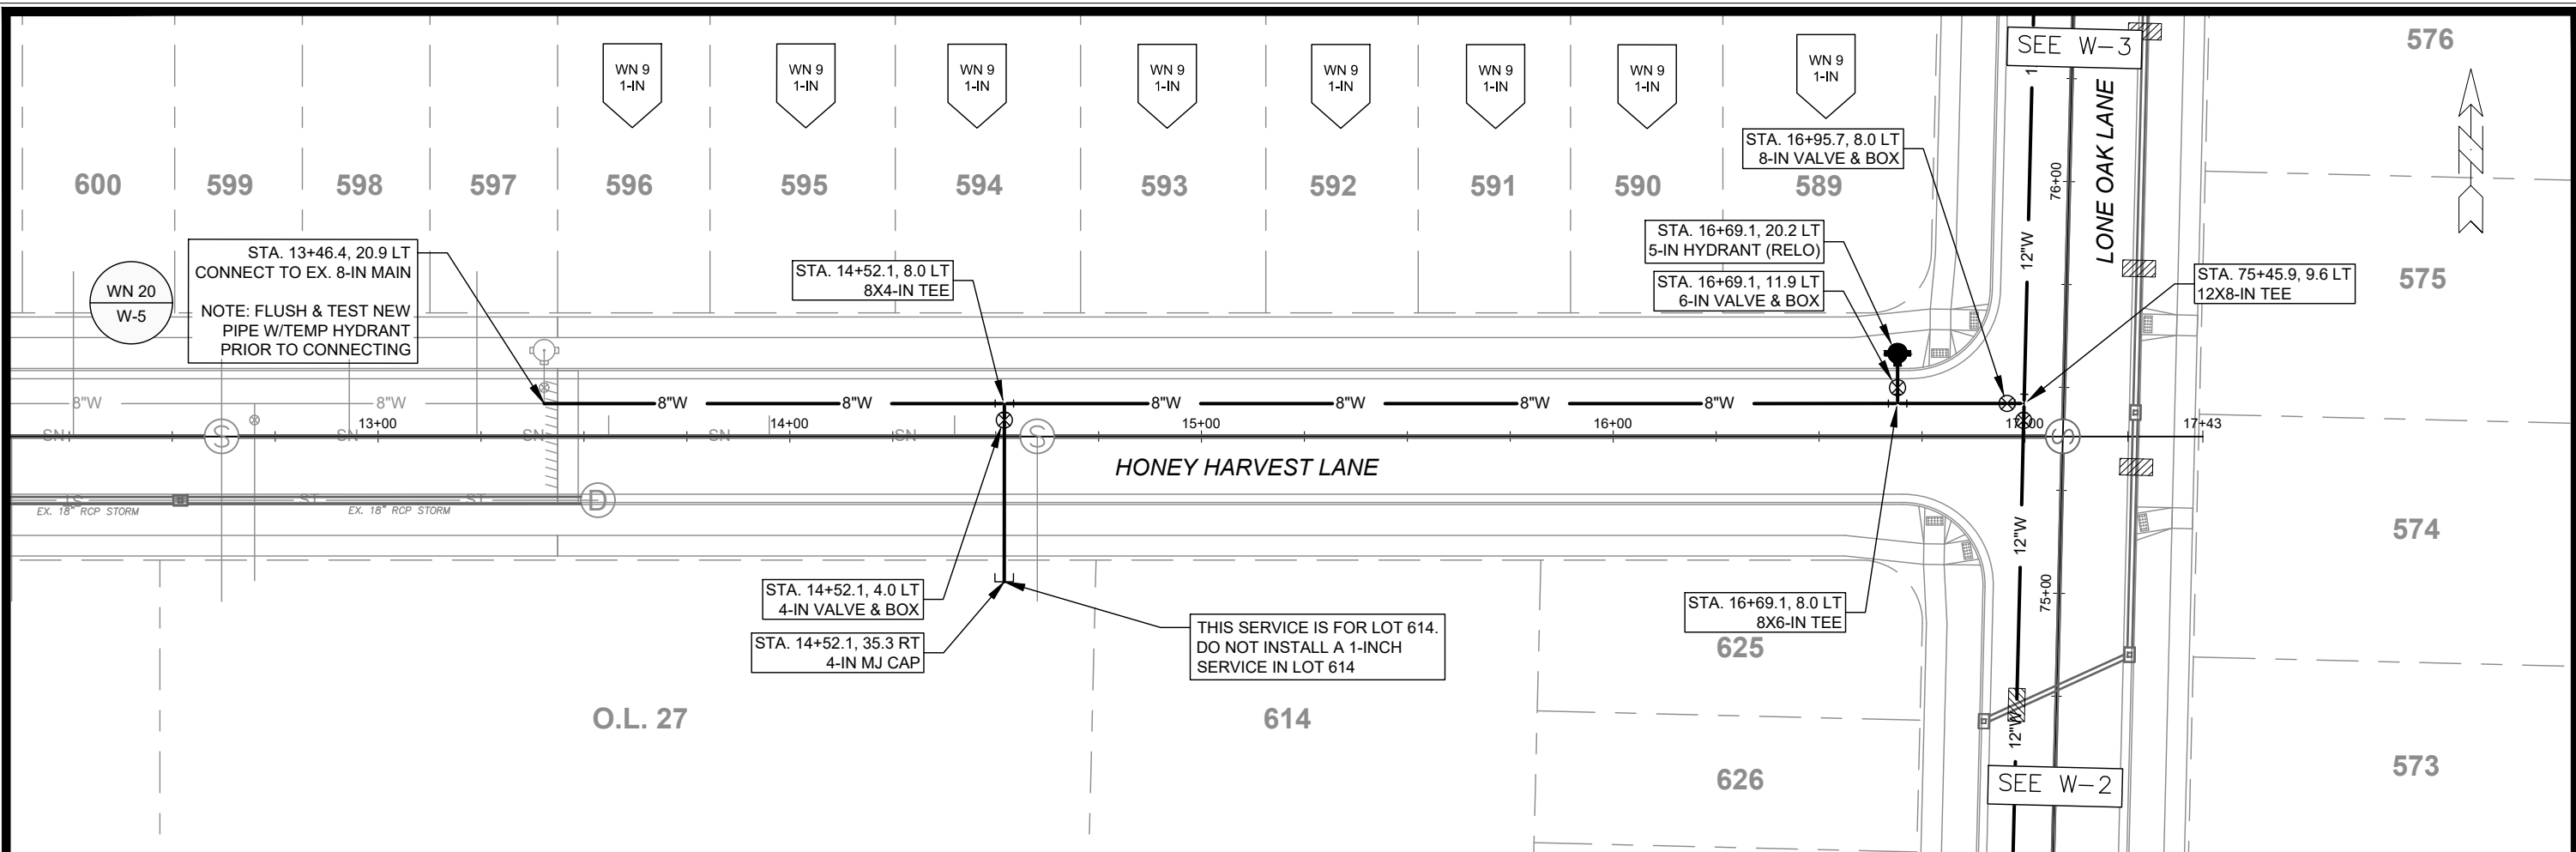 WN 9
1-IN
WN 9
1-IN
WN 9
1-IN
WN 9
1-IN
WN 9
1-IN
WN 9
1-IN
WN 9
1-IN
WN 9
1-IN
SEE W-3
576
LONE OAK LANE
76+00
12"W
STA. 16+95.7, 8.0 LT
8-IN VALVE & BOX
600
599
598
597
596
595
594
593
592
591
590
589
STA. 13+46.4, 20.9 LT
CONNECT TO EX. 8-IN MAIN
NOTE: FLUSH & TEST NEW
PIPE W/TEMP HYDRANT
PRIOR TO CONNECTING
WN 20
W-5
STA. 14+52.1, 8.0 LT
8X4-IN TEE
STA. 16+69.1, 20.2 LT
5-IN HYDRANT (RELO)
STA. 16+69.1, 11.9 LT
6-IN VALVE & BOX
STA. 75+45.9, 9.6 LT
12X8-IN TEE
575
8"W
8"W
8"W
8"W
8"W
8"W
8"W
8"W
13+00
14+00
15+00
16+00
17+00
17+43
SN
S
SN
SN
SN
SN
S
S
HONEY HARVEST LANE
ST
ST
ST
D
EX. 18" RCP STORM
EX. 18" RCP STORM
12"W
574
STA. 14+52.1, 4.0 LT
4-IN VALVE & BOX
STA. 14+52.1, 35.3 RT
4-IN MJ CAP
THIS SERVICE IS FOR LOT 614.
DO NOT INSTALL A 1-INCH
SERVICE IN LOT 614
STA. 16+69.1, 8.0 LT
8X6-IN TEE
75+00
625
O.L. 27
614
12"W
626
SEE W-2
573